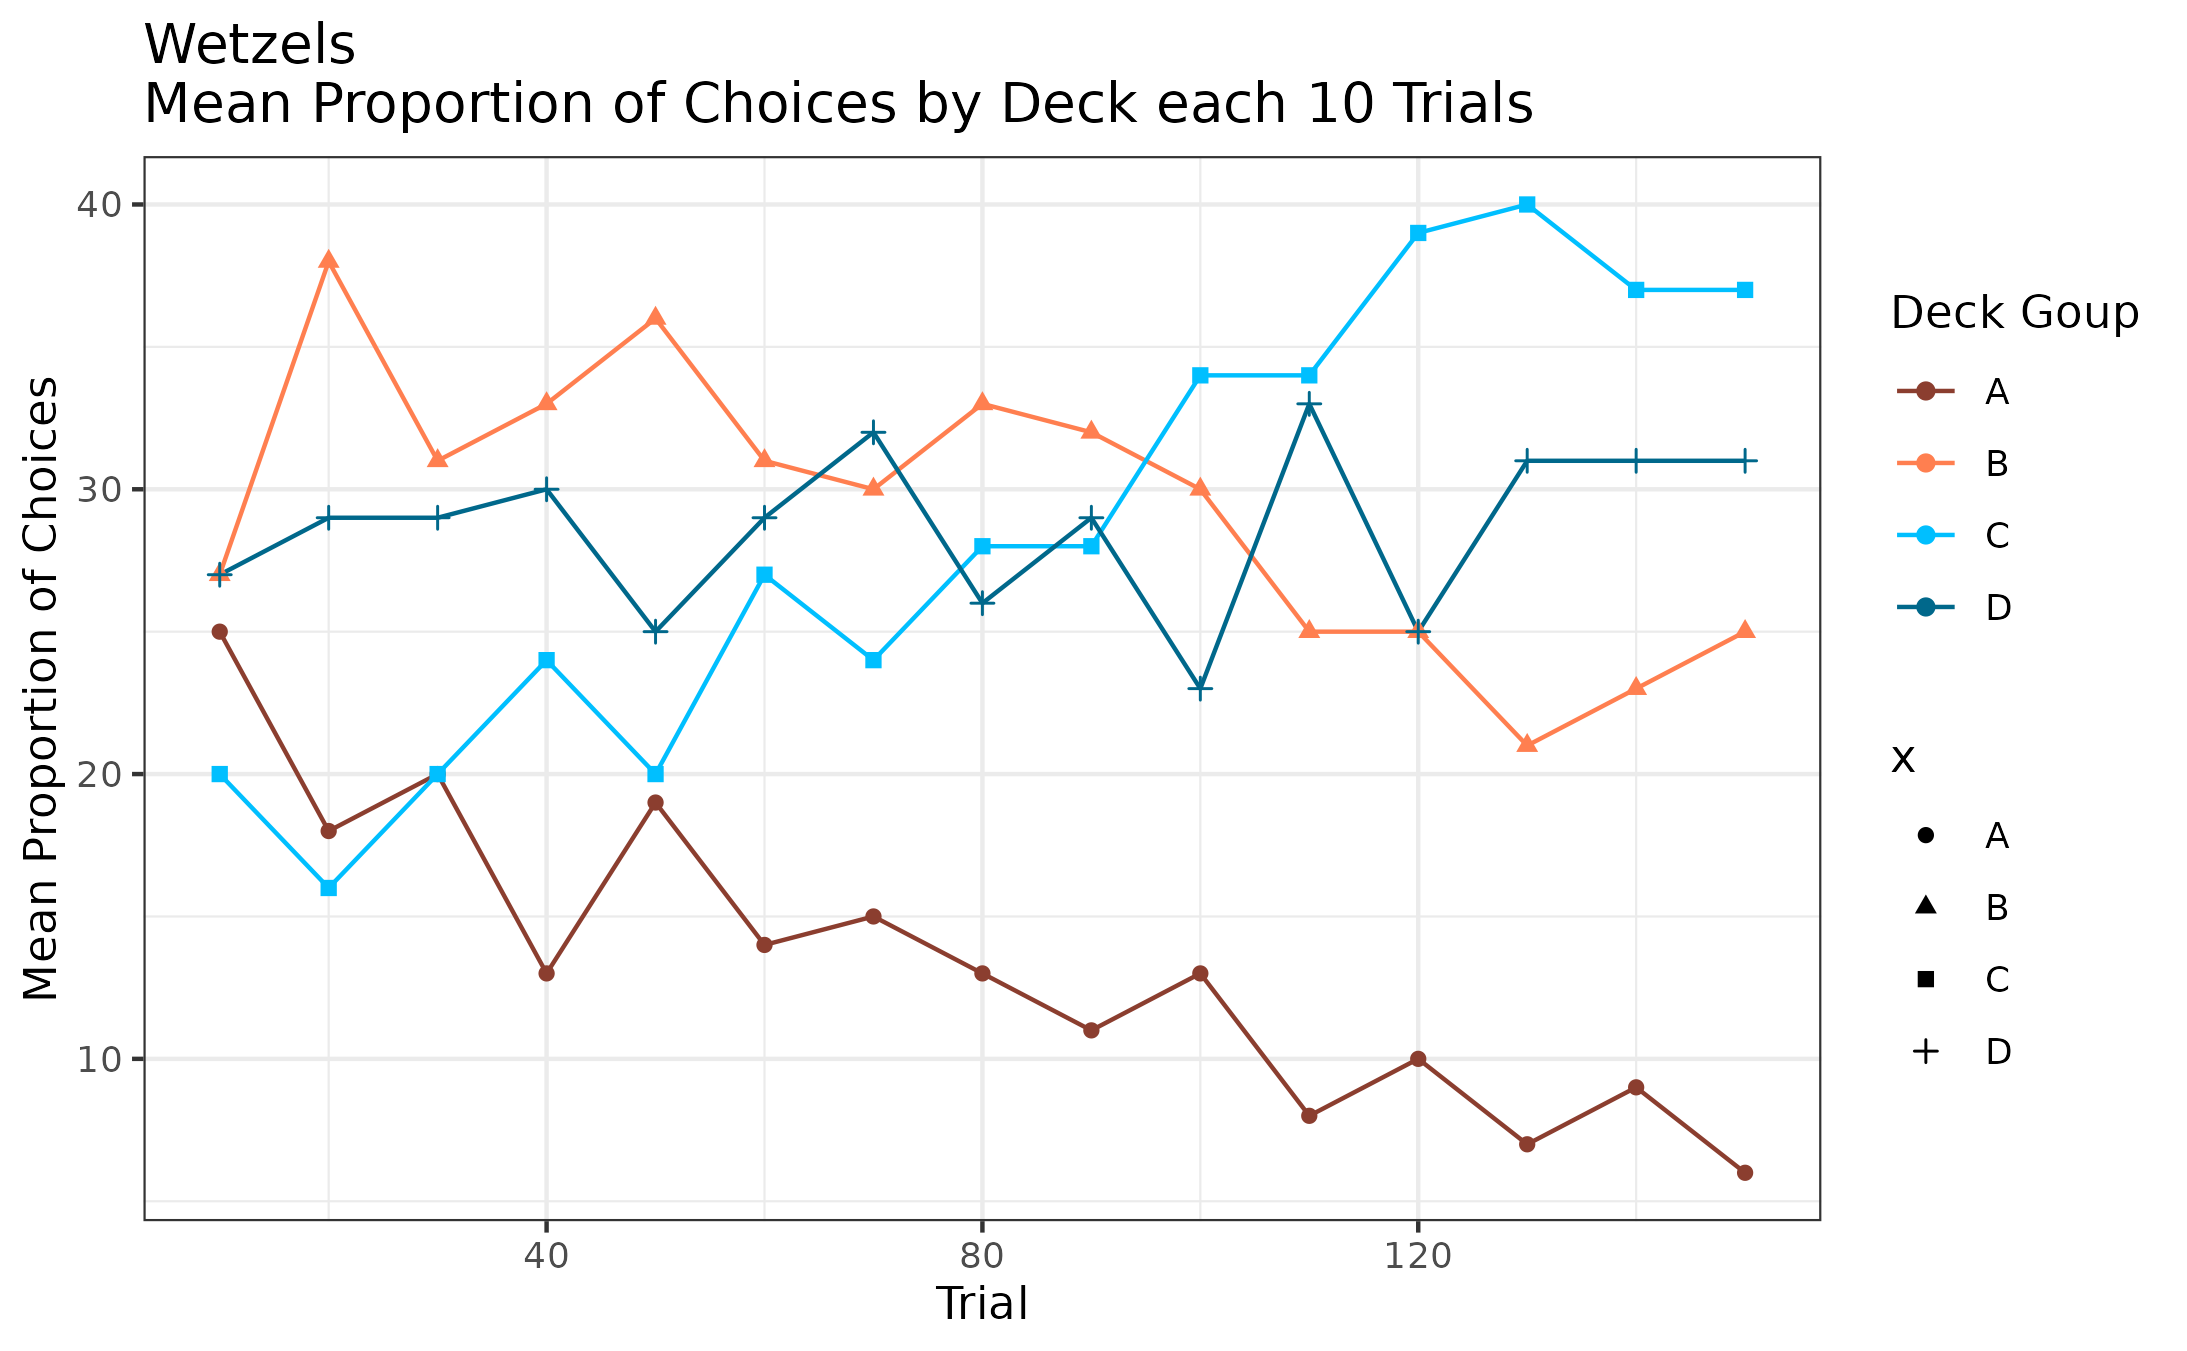 Wetzels
Mean Proportion of Choices by Deck each 10 Trials
Mean Proportion of Choices
40
30
20
10
40 80 120
Trial
Deck Goup
A
B
C
D
x
A
B
C
D